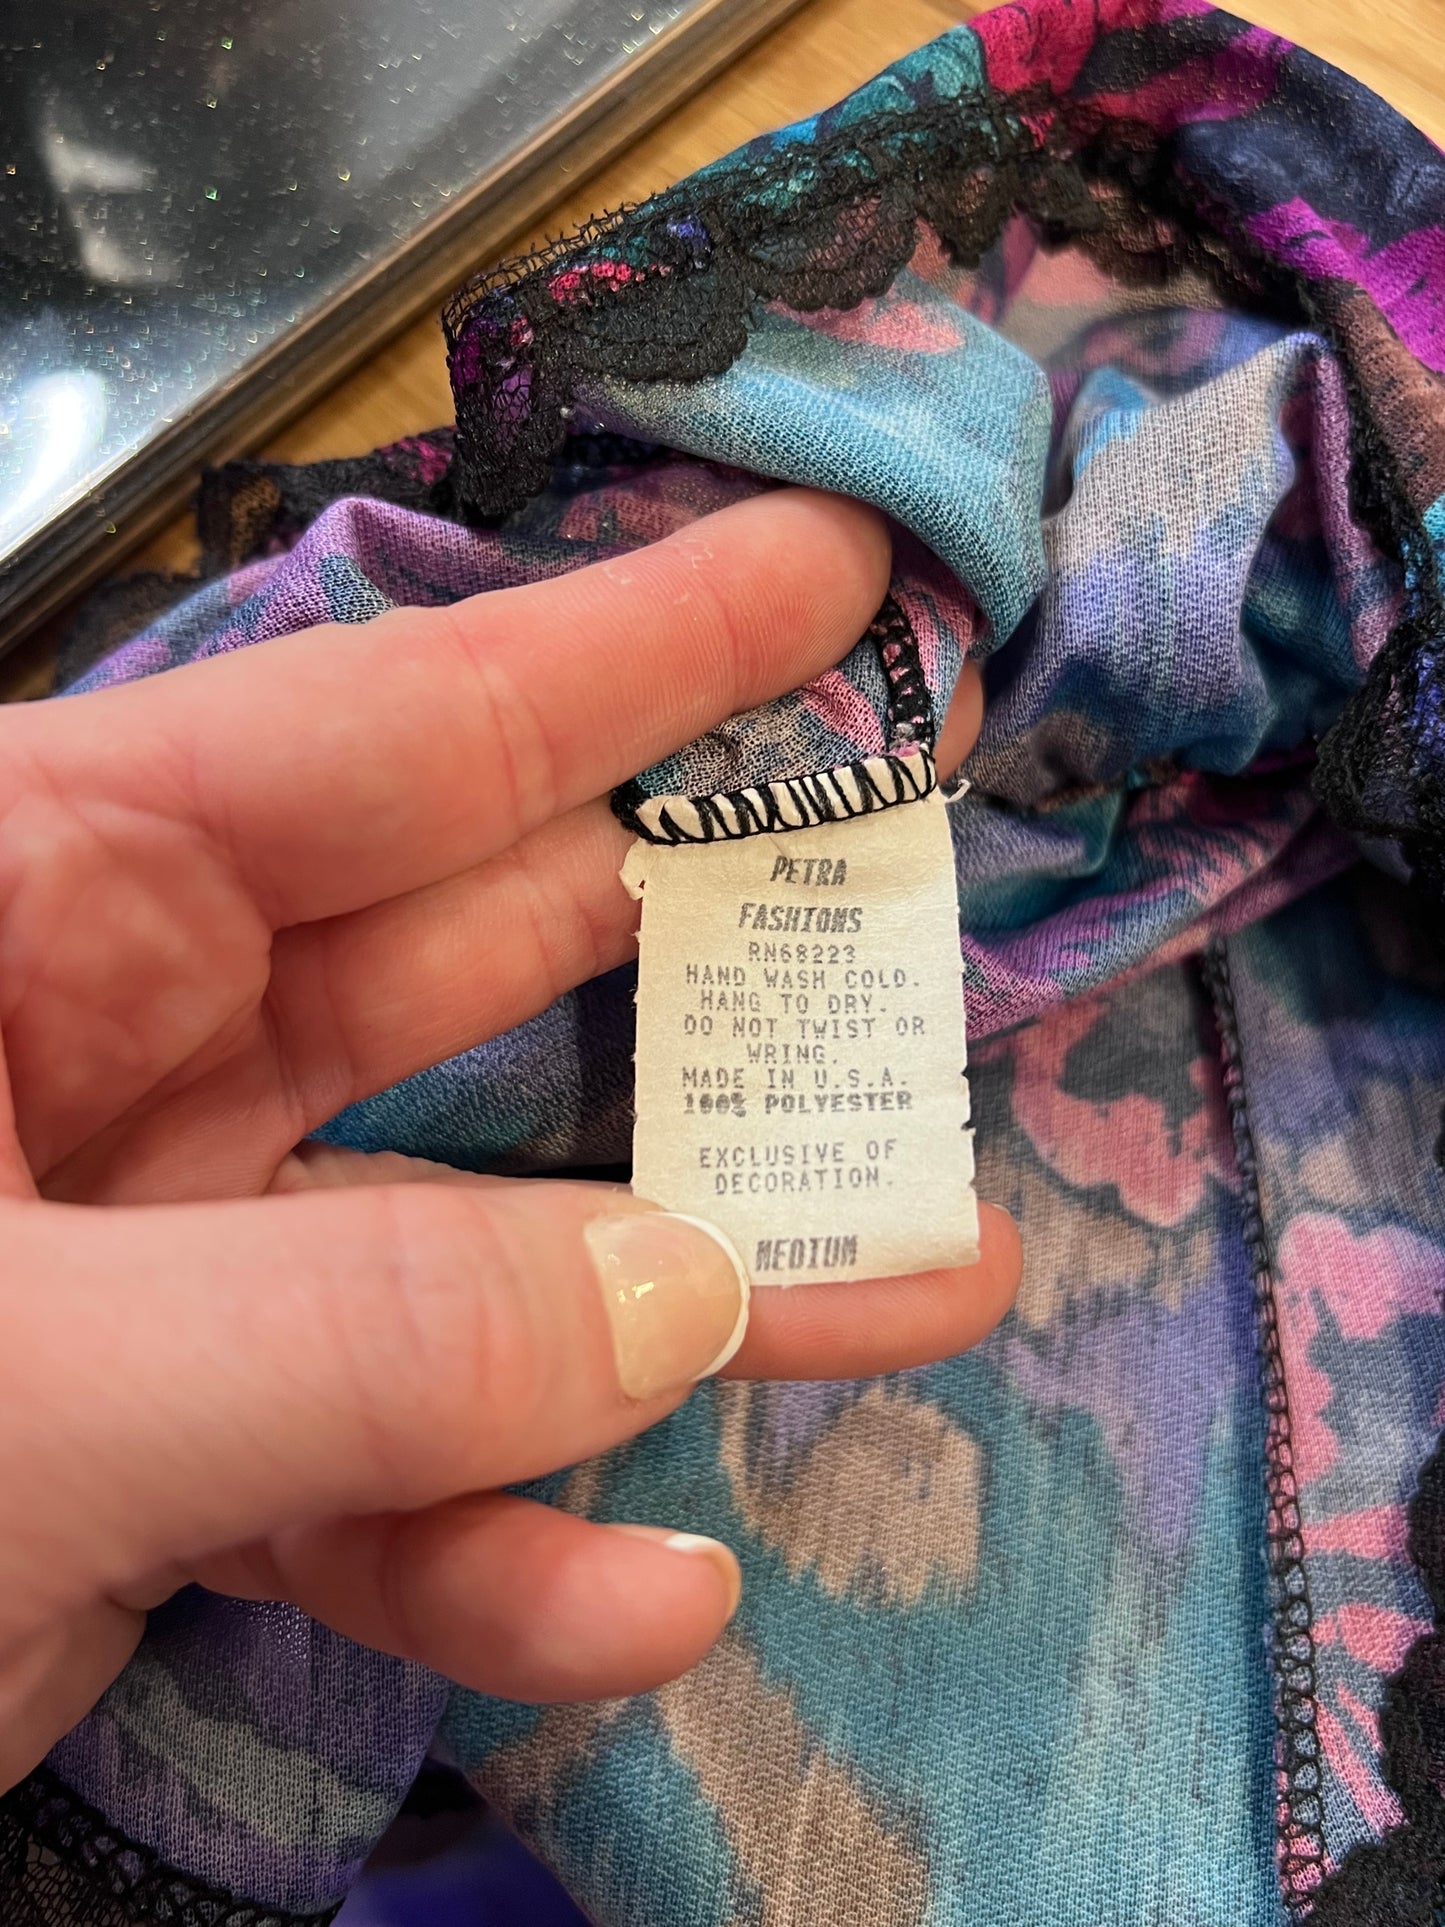 PETRA
FASHIONS
RN68223
HAND WASH COLD.
HANG TO DRY.
DO NOT TWIST OR
WRING.
MADE IN U.S.A.
100% POLYESTER
EXCLUSIVE OF
DECORATION.
MEDIUM